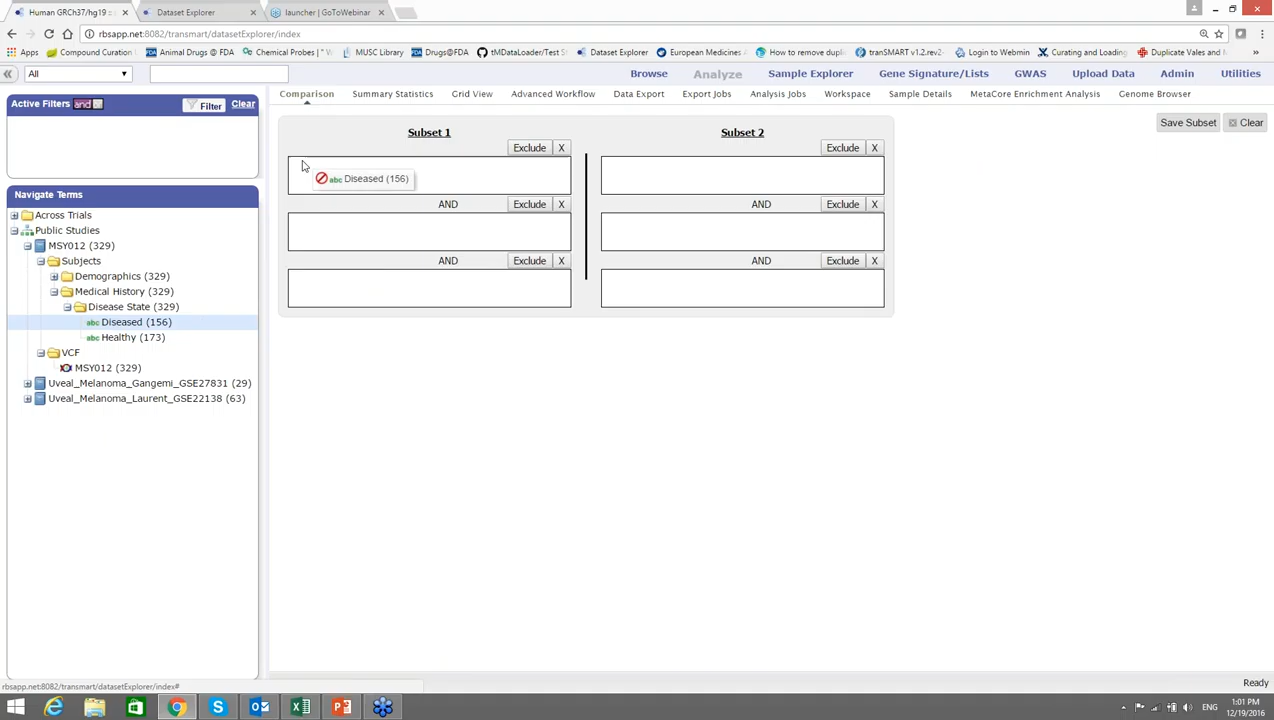 Human GRCh37/hg19 ::
Dataset Explorer
launcher | GoToWebinar
rbsapp.net:8082/transmart/datasetExplorer/index
Apps
Compound Curation
Animal Drugs @ FDA
Chemical Probes | "
MUSC Library
Drugs@FDA
tMDataLoader/Test S
Dataset Explorer
European Medicines
How to remove dupli
tranSMART v1.2.rev2-
Login to Webmin
Curating and Loading
Duplicate Vales and M
»
All
Browse
Analyze
Sample Explorer
Gene Signature/Lists
GWAS
Upload Data
Admin
Utilities
Comparison
Summary Statistics
Grid View
Advanced Workflow
Data Export
Export Jobs
Analysis Jobs
Workspace
Sample Details
MetaCore Enrichment Analysis
Genome Browser
Active Filters
and
Filter
Clear
Subset 1
Subset 2
Save Subset
Clear
Exclude X
Exclude X
abc Diseased (156)
AND Exclude X
AND Exclude X
AND Exclude X
AND Exclude X
Navigate Terms
Across Trials
Public Studies
MSY012 (329)
Subjects
Demographics (329)
Medical History (329)
Disease State (329)
abc Diseased (156)
abc Healthy (173)
VCF
MSY012 (329)
Uveal_Melanoma_Gangemi_GSE27831 (29)
Uveal_Melanoma_Laurent_GSE22138 (63)
rbsapp.net:8082/transmart/datasetExplorer/index#
Ready
ENG
1:01 PM
12/19/2016